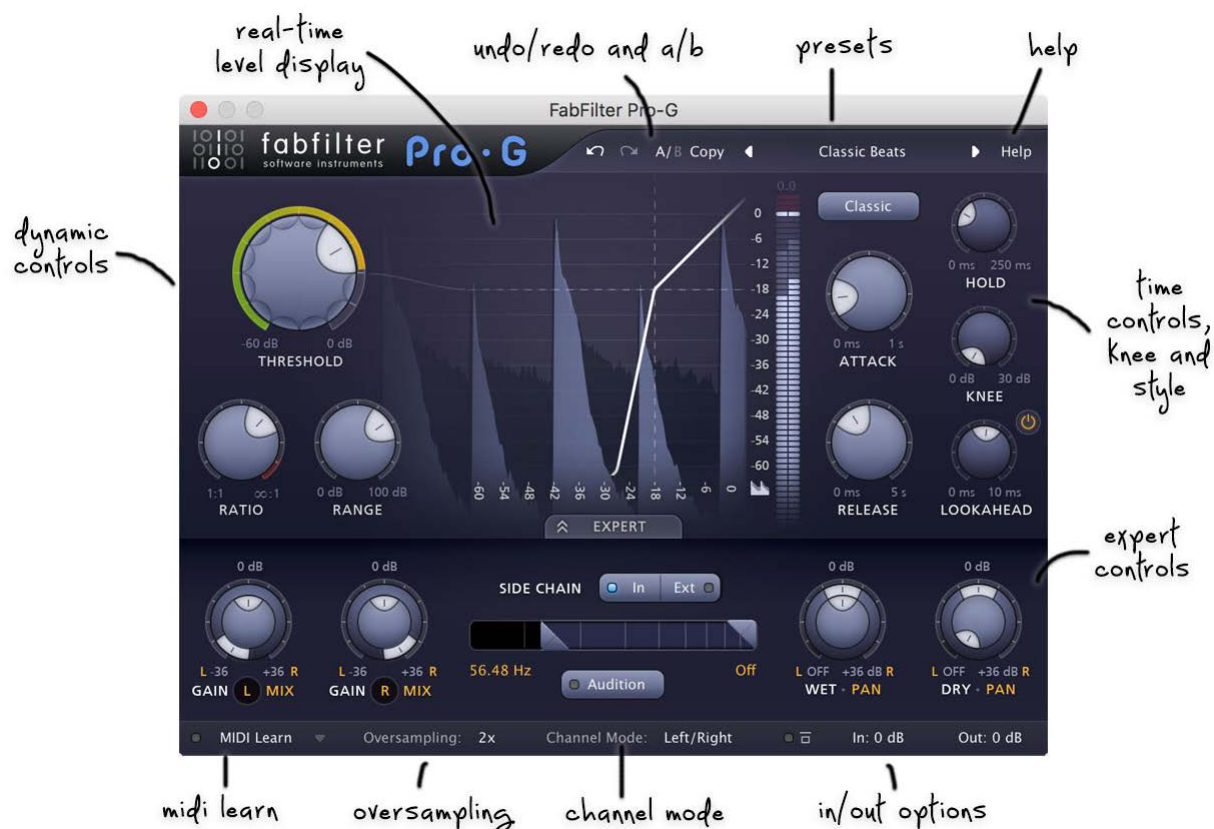 real-time
level display
undo/redo and a/b
presets
help
FabFilter Pro-G
fabfilter
software instruments
Pro·G
A/B Copy
Classic Beats
Help
dynamic
controls
-60 dB 0 dB
THRESHOLD
1:1 ∞:1
RATIO
0 dB 100 dB
RANGE
0.0
0
-6
-12
-18
-24
-30
-36
-42
-48
-54
-60
-60 -54 -48 -42 -36 -30 -24 -18 -12 -6 0
EXPERT
Classic
0 ms 1 s
ATTACK
0 ms 5 s
RELEASE
0 ms 250 ms
HOLD
0 dB 30 dB
KNEE
0 ms 10 ms
LOOKAHEAD
time
controls,
knee and
style
expert
controls
0 dB
L -36 +36 R
GAIN L MIX
0 dB
L -36 +36 R
GAIN R MIX
SIDE CHAIN In Ext
56.48 Hz Off
Audition
0 dB
L OFF +36 dB R
WET · PAN
0 dB
L OFF +36 dB R
DRY · PAN
MIDI Learn Oversampling: 2x Channel Mode: Left/Right In: 0 dB Out: 0 dB
midi learn
oversampling
channel mode
in/out options